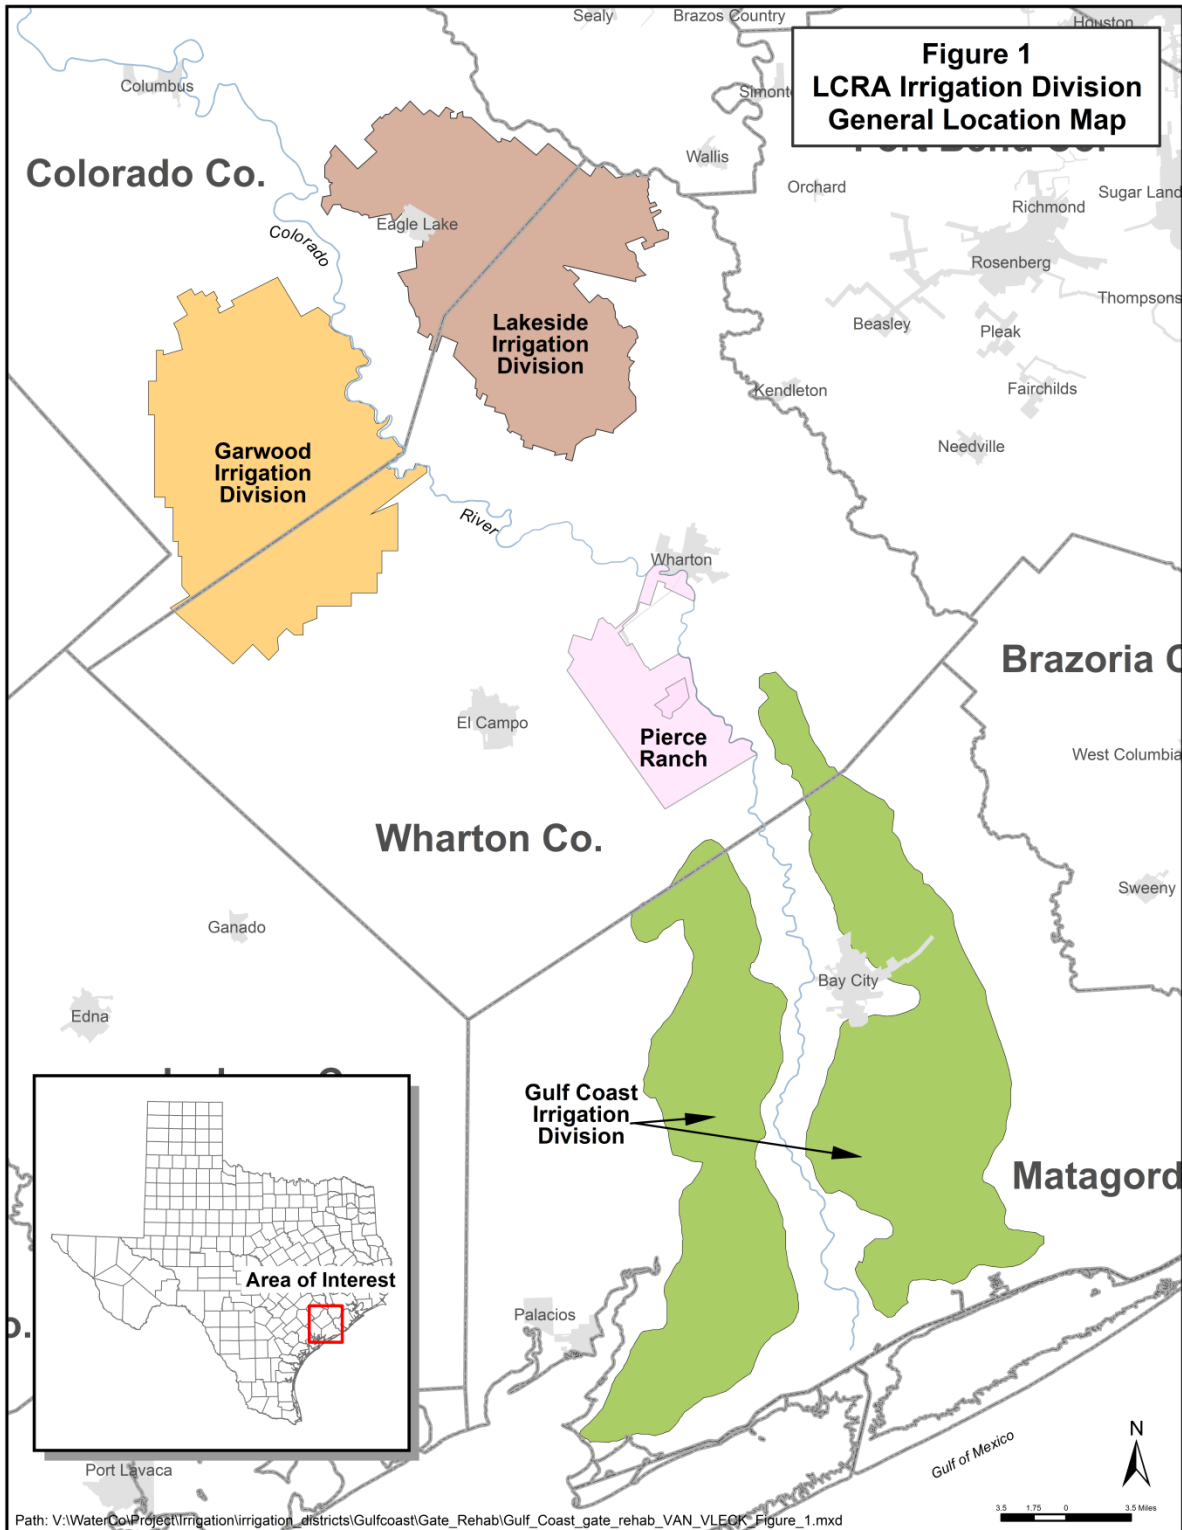 Sealy
Brazos Country
Houston
Figure 1
LCRA Irrigation Division
General Location Map
Columbus
Wallis
Colorado Co.
Orchard
Sugar Land
Richmond
Eagle Lake
Colorado
Rosenberg
Thompsons
Beasley
Pleak
Lakeside
Irrigation
Division
Kendleton
Fairchilds
Needville
Garwood
Irrigation
Division
River
Wharton
Brazoria C
El Campo
Pierce
Ranch
West Columbia
Wharton Co.
Sweeny
Ganado
Bay City
Edna
Gulf Coast
Irrigation
Division
Matagord
Area of Interest
Palacios
Port Lavaca
Gulf of Mexico
N
3.5 1.75 0 3.5 Miles
Path: V:\WaterCo\Project\Irrigation\irrigation_districts\Gulfcoast\Gate_Rehab\Gulf_Coast_gate_rehab_VAN_VLECK_Figure_1.mxd